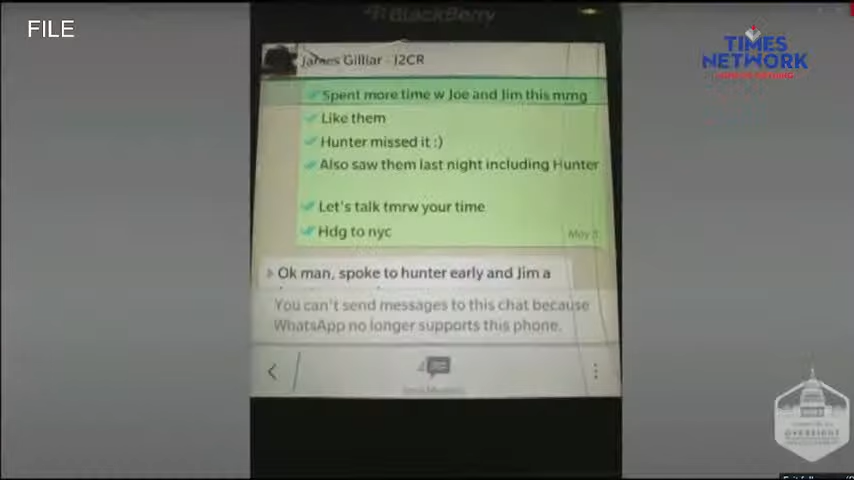 FILE
BlackBerry
TIMES
NETWORK
James Gilliar - J2CR
Spent more time w Joe and Jim this mrng
Like them
Hunter missed it :)
Also saw them last night including Hunter
Let's talk tmrw your time
Hdg to nyc
May 3
Ok man, spoke to hunter early and Jim a
You can't send messages to this chat because
WhatsApp no longer supports this phone.
OVERSIGHT